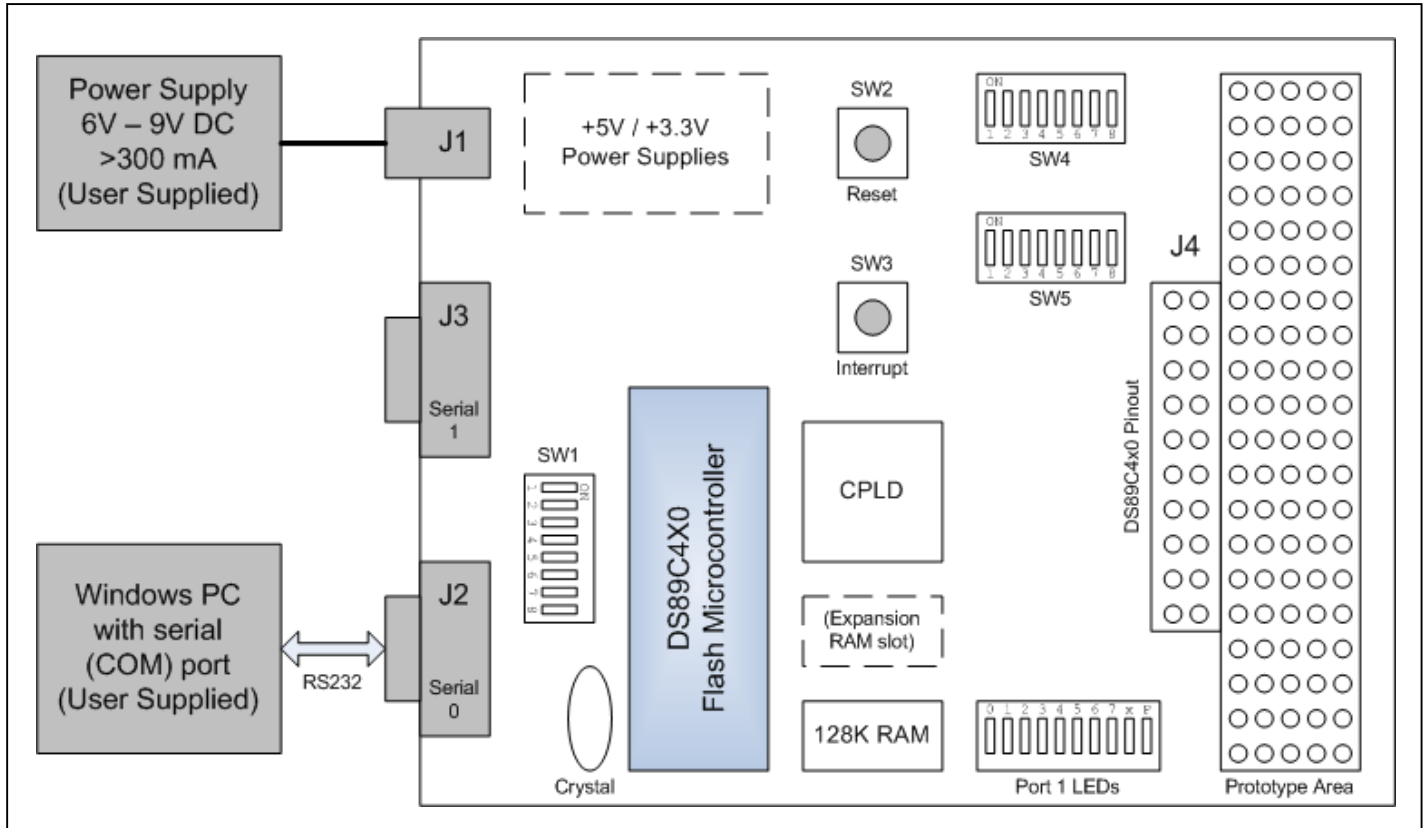 Power Supply
6V – 9V DC
>300 mA
(User Supplied)
J1
+5V / +3.3V
Power Supplies
SW2
Reset
ON
1 2 3 4 5 6 7 8
SW4
SW3
Interrupt
ON
1 2 3 4 5 6 7 8
SW5
J4
DS89C4x0 Pinout
J3
Serial
1
SW1
ON
1
2
3
4
5
6
7
8
DS89C4X0
Flash Microcontroller
CPLD
(Expansion
RAM slot)
128K RAM
Windows PC
with serial
(COM) port
(User Supplied)
RS232
J2
Serial
0
Crystal
0 1 2 3 4 5 6 7 x P
Port 1 LEDs
Prototype Area